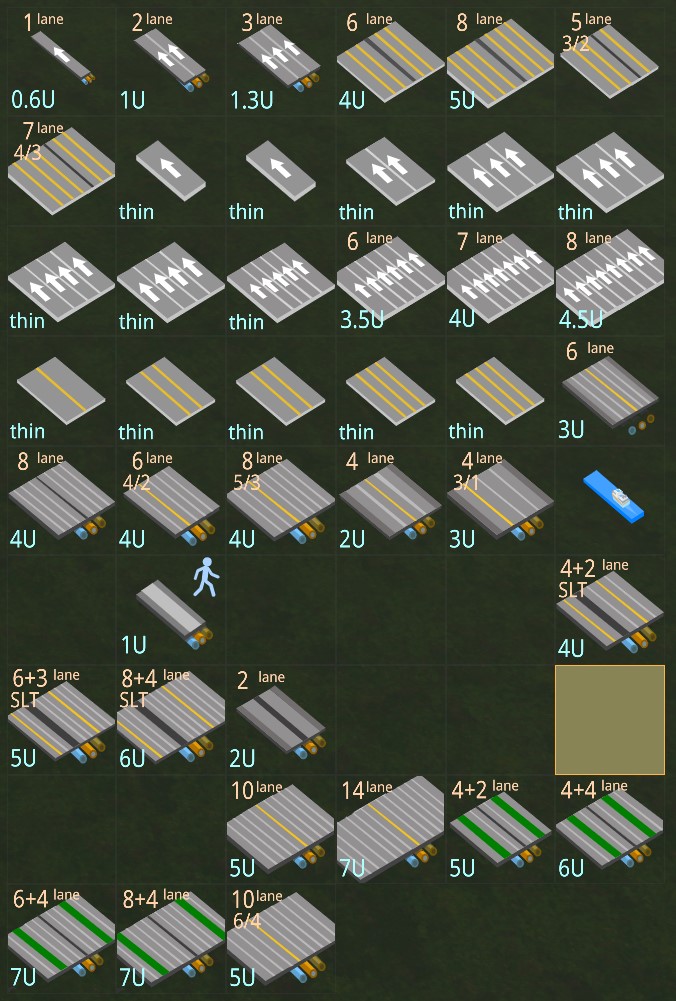 1 lane 2 lane 3 lane 6 lane 8 lane 5 lane
3/2
0.6U 1U 1.3U 4U 5U
7 lane
4/3
thin thin thin thin thin
6 lane 7 lane 8 lane
thin thin thin 3.5U 4U 4.5U
6 lane
thin thin thin thin thin 3U
8 lane 6 lane 8 lane 4 lane 4 lane
4/2 5/3 3/1
4U 4U 4U 2U 3U
4+2 lane
SLT
1U 4U
6+3 lane 8+4 lane 2 lane
SLT SLT
5U 6U 2U
10 lane 14 lane 4+2 lane 4+4 lane
5U 7U 5U 6U
6+4 lane 8+4 lane 10 lane
6/4
7U 7U 5U